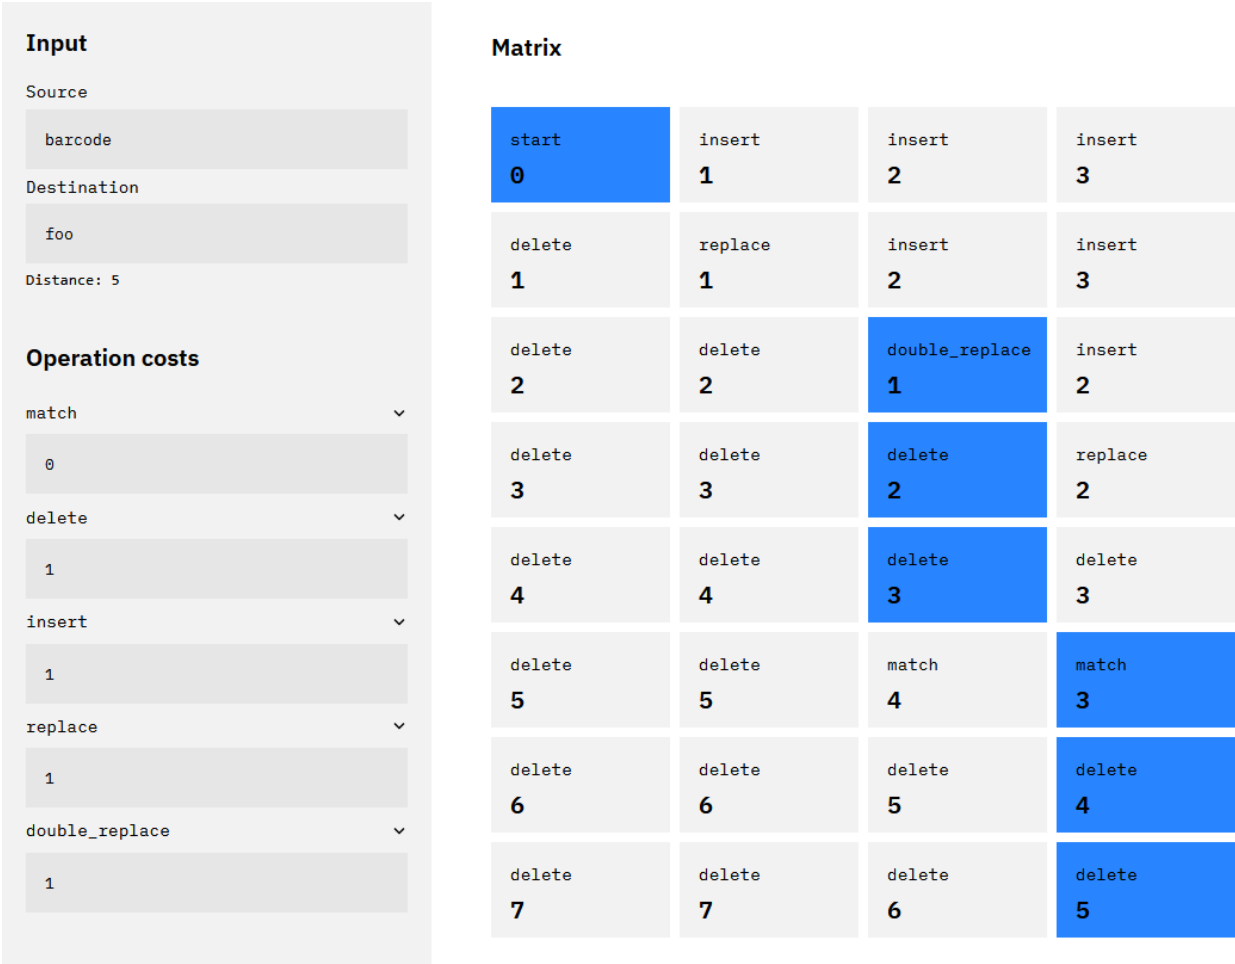 Input
Source
barcode
Destination
foo
Distance: 5
Operation costs
match
0
delete
1
insert
1
replace
1
double_replace
1
Matrix
start insert insert insert
0 1 2 3
delete replace insert insert
1 1 2 3
delete delete double_replace insert
2 2 1 2
delete delete delete replace
3 3 2 2
delete delete delete delete
4 4 3 3
delete delete match match
5 5 4 3
delete delete delete delete
6 6 5 4
delete delete delete delete
7 7 6 5